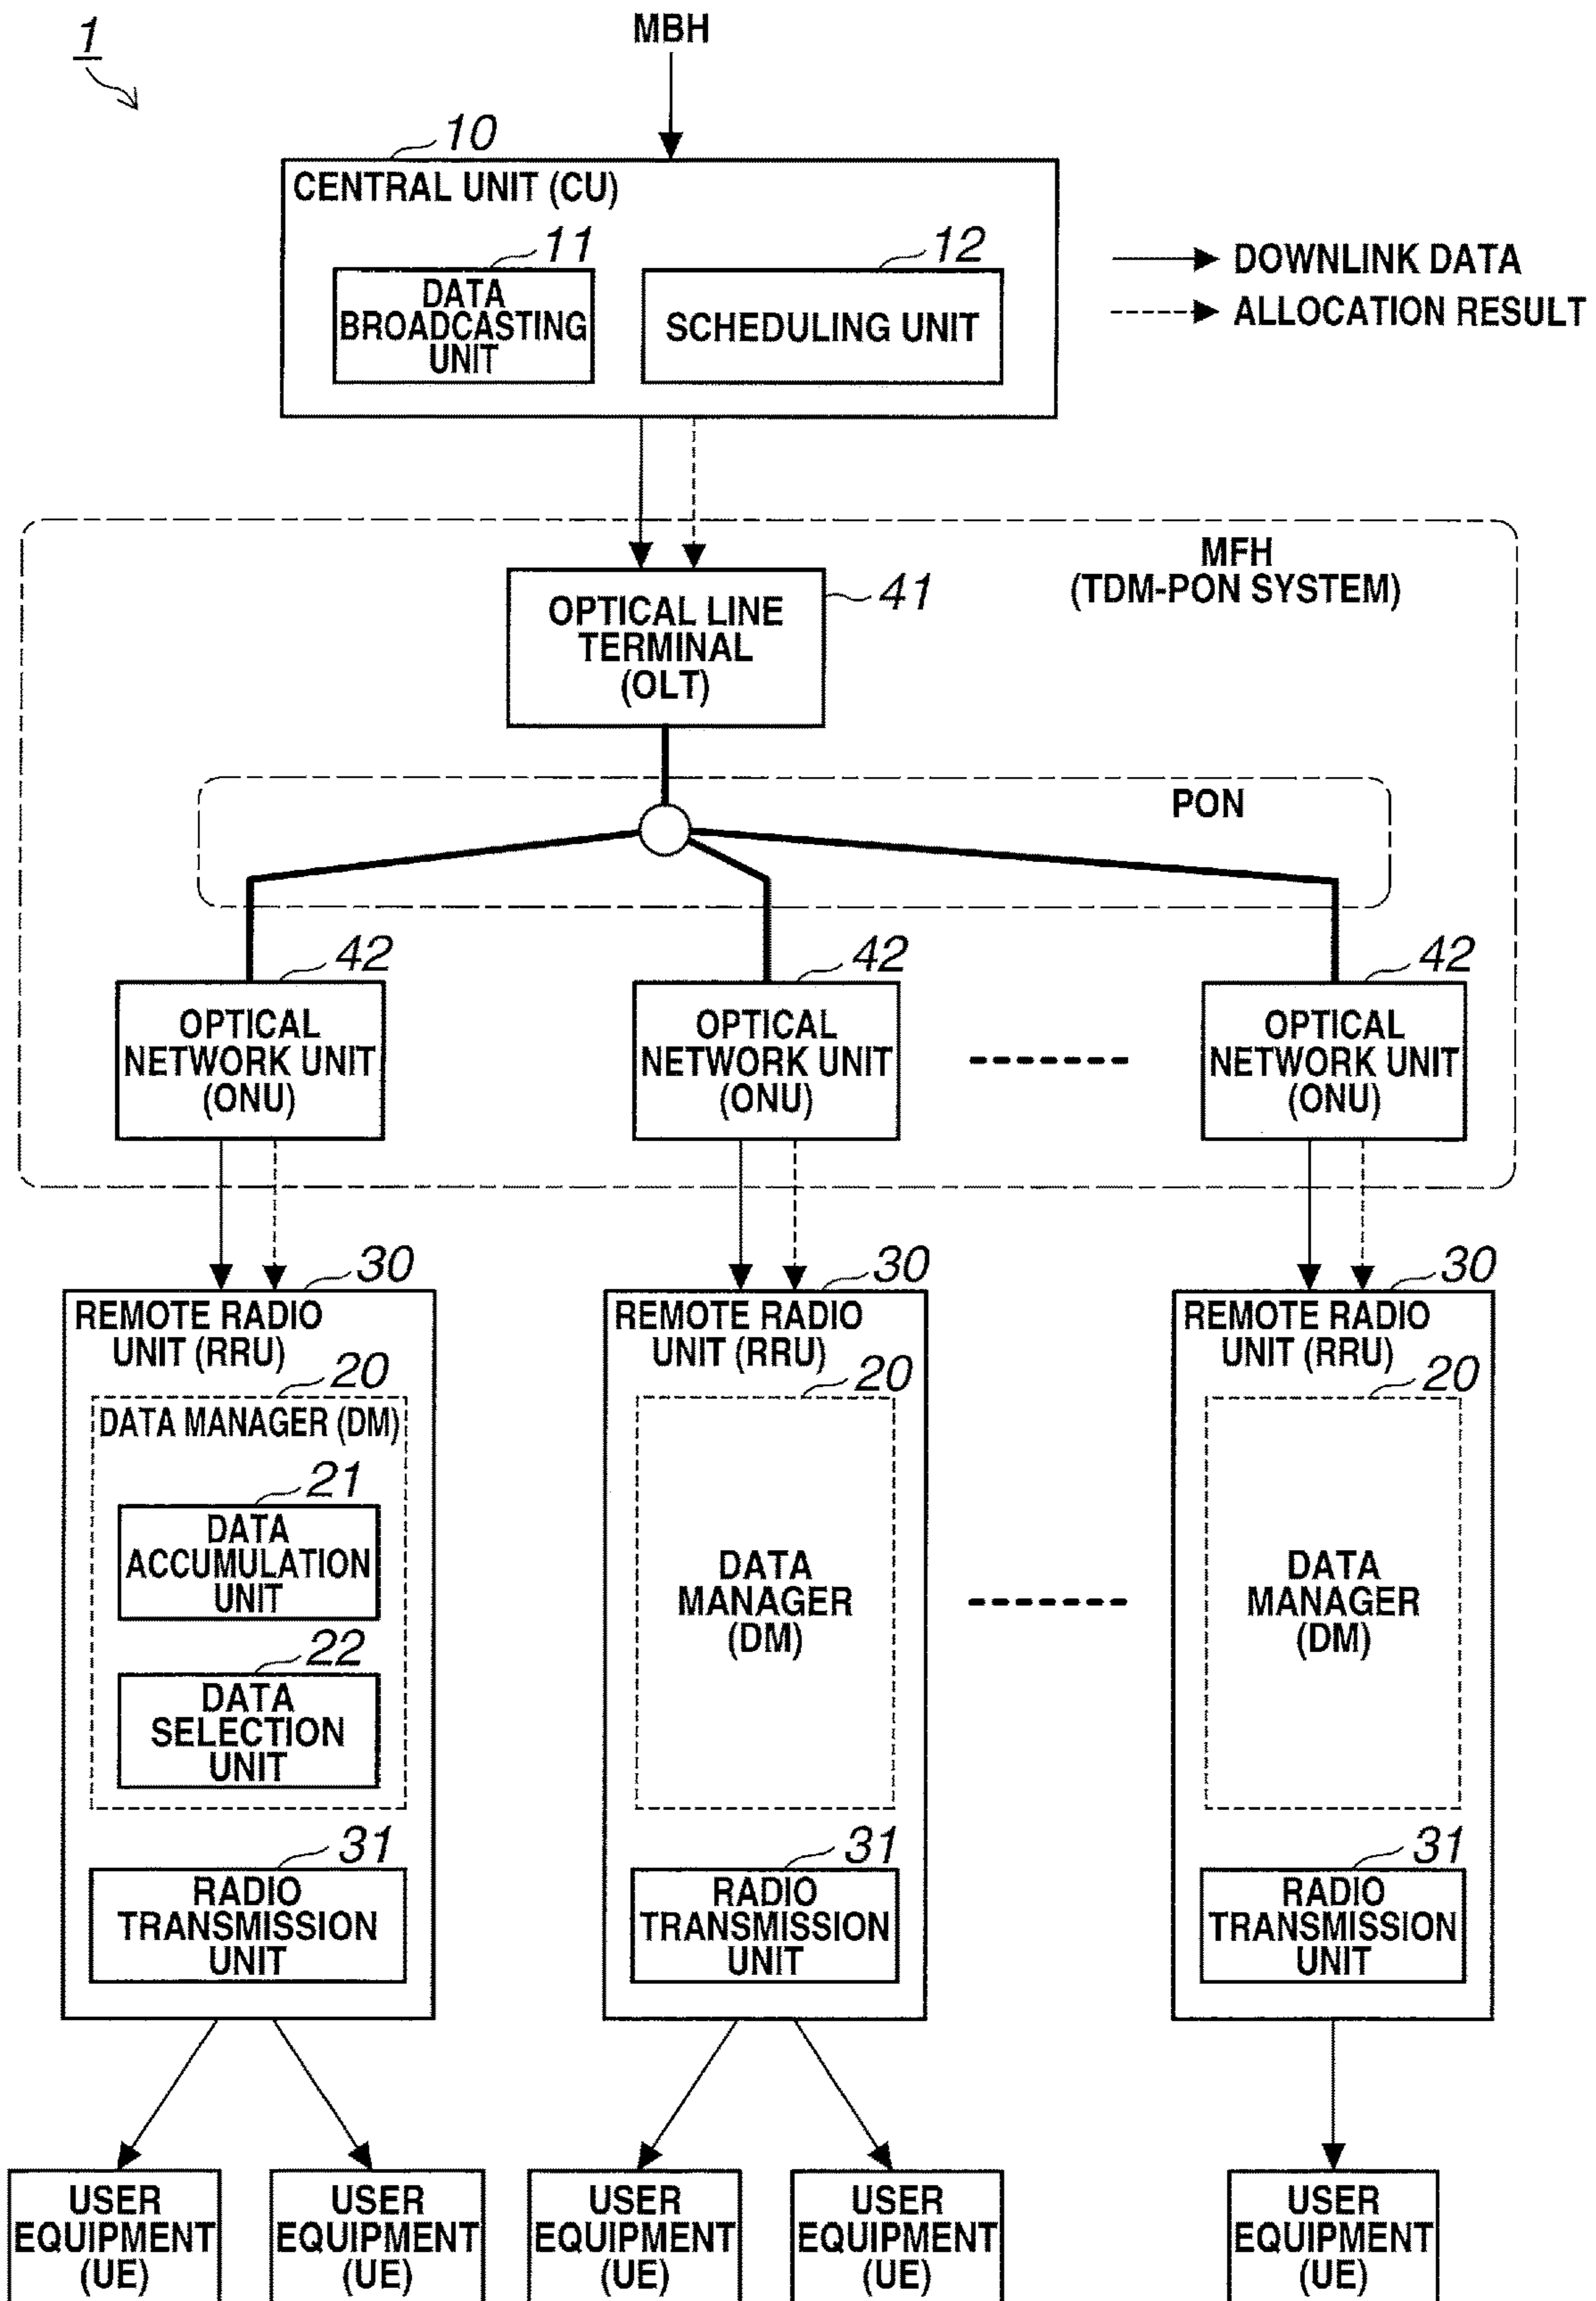 1
MBH
10
CENTRAL UNIT (CU)
11
12
DATA
BROADCASTING
UNIT
SCHEDULING UNIT
DOWNLINK DATA
ALLOCATION RESULT
MFH
(TDM-PON SYSTEM)
41
OPTICAL LINE
TERMINAL
(OLT)
PON
42
42
42
OPTICAL
NETWORK UNIT
(ONU)
OPTICAL
NETWORK UNIT
(ONU)
OPTICAL
NETWORK UNIT
(ONU)
30
30
30
REMOTE RADIO
UNIT (RRU)
REMOTE RADIO
UNIT (RRU)
REMOTE RADIO
UNIT (RRU)
20
20
20
DATA MANAGER (DM)
21
DATA
ACCUMULATION
UNIT
22
DATA
SELECTION
UNIT
DATA
MANAGER
(DM)
DATA
MANAGER
(DM)
31
31
31
RADIO
TRANSMISSION
UNIT
RADIO
TRANSMISSION
UNIT
RADIO
TRANSMISSION
UNIT
USER
EQUIPMENT
(UE)
USER
EQUIPMENT
(UE)
USER
EQUIPMENT
(UE)
USER
EQUIPMENT
(UE)
USER
EQUIPMENT
(UE)